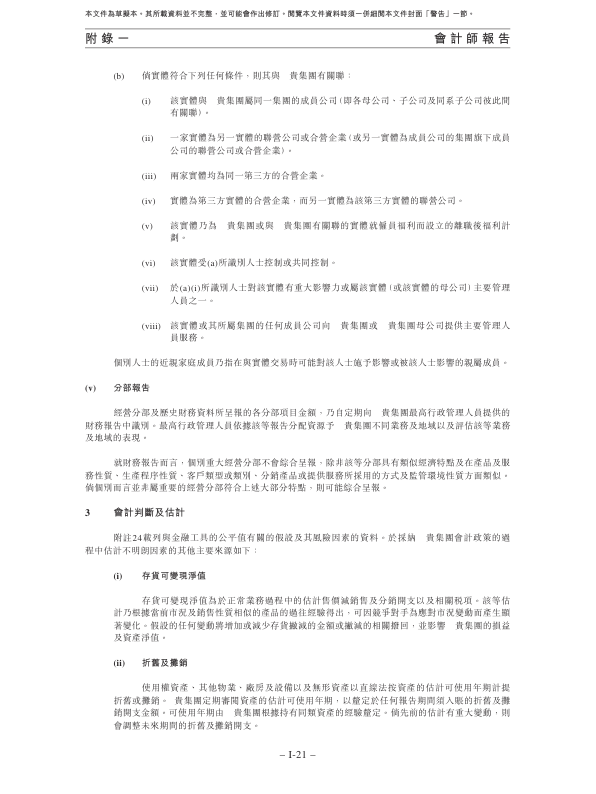 本文件為草擬本。其所載資料並不完整，並可能會作出修訂。閱覽本文件資料時須一併細閱本文件封面「警告」一節。
附錄一
會計師報告
(b) 倘實體符合下列任何條件，則其與 貴集團有關聯：
(i) 該實體與 貴集團屬同一集團的成員公司(即各母公司、子公司及同系子公司彼此間
有關聯)。
(ii) 一家實體為另一實體的聯營公司或合營企業(或另一實體為成員公司的集團旗下成員
公司的聯營公司或合營企業)。
(iii) 兩家實體均為同一第三方的合營企業。
(iv) 實體為第三方實體的合營企業，而另一實體為該第三方實體的聯營公司。
(v) 該實體乃為 貴集團或與 貴集團有關聯的實體就僱員福利而設立的離職後福利計
劃。
(vi) 該實體受(a)所識別人士控制或共同控制。
(vii) 於(a)(i)所識別人士對該實體有重大影響力或屬該實體(或該實體的母公司)主要管理
人員之一。
(viii) 該實體或其所屬集團的任何成員公司向 貴集團或 貴集團母公司提供主要管理人
員服務。
個別人士的近親家庭成員乃指在與實體交易時可能對該人士施予影響或被該人士影響的親屬成員。
(v) 分部報告
經營分部及歷史財務資料所呈報的各分部項目金額，乃自定期向 貴集團最高行政管理人員提供的
財務報告中識別。最高行政管理人員依據該等報告分配資源予 貴集團不同業務及地域以及評估該等業務
及地域的表現。
就財務報告而言，個別重大經營分部不會綜合呈報，除非該等分部具有類似經濟特點及在產品及服
務性質、生產程序性質、客戶類型或類別、分銷產品或提供服務所採用的方式及監管環境性質方面類似。
倘個別而言並非屬重要的經營分部符合上述大部分特點，則可能綜合呈報。
3 會計判斷及估計
附註24載列與金融工具的公平值有關的假設及其風險因素的資料。於採納 貴集團會計政策的過
程中估計不明朗因素的其他主要來源如下：
(i) 存貨可變現淨值
存貨可變現淨值為於正常業務過程中的估計售價減銷售及分銷開支以及相關稅項。該等估
計乃根據當前市況及銷售性質相似的產品的過往經驗得出，可因競爭對手為應對市況變動而產生顯
著變化。假設的任何變動將增加或減少存貨撇減的金額或撇減的相關撥回，並影響 貴集團的損益
及資產淨值。
(ii) 折舊及攤銷
使用權資產、其他物業、廠房及設備以及無形資產以直線法按資產的估計可使用年期計提
折舊或攤銷。 貴集團定期審閱資產的估計可使用年期，以釐定於任何報告期間須入賬的折舊及攤
銷開支金額。可使用年期由 貴集團根據持有同類資產的經驗釐定。倘先前的估計有重大變動，則
會調整未來期間的折舊及攤銷開支。
– I-21 –